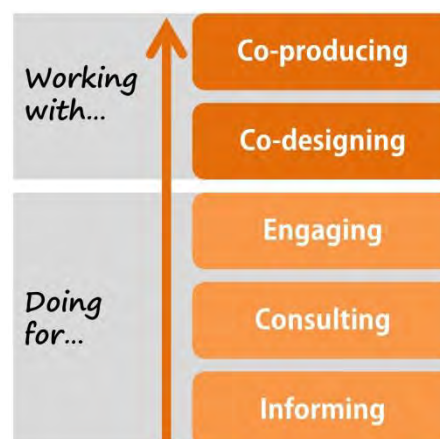 Working
with...
Co-producing
Co-designing
Doing
for...
Engaging
Consulting
Informing